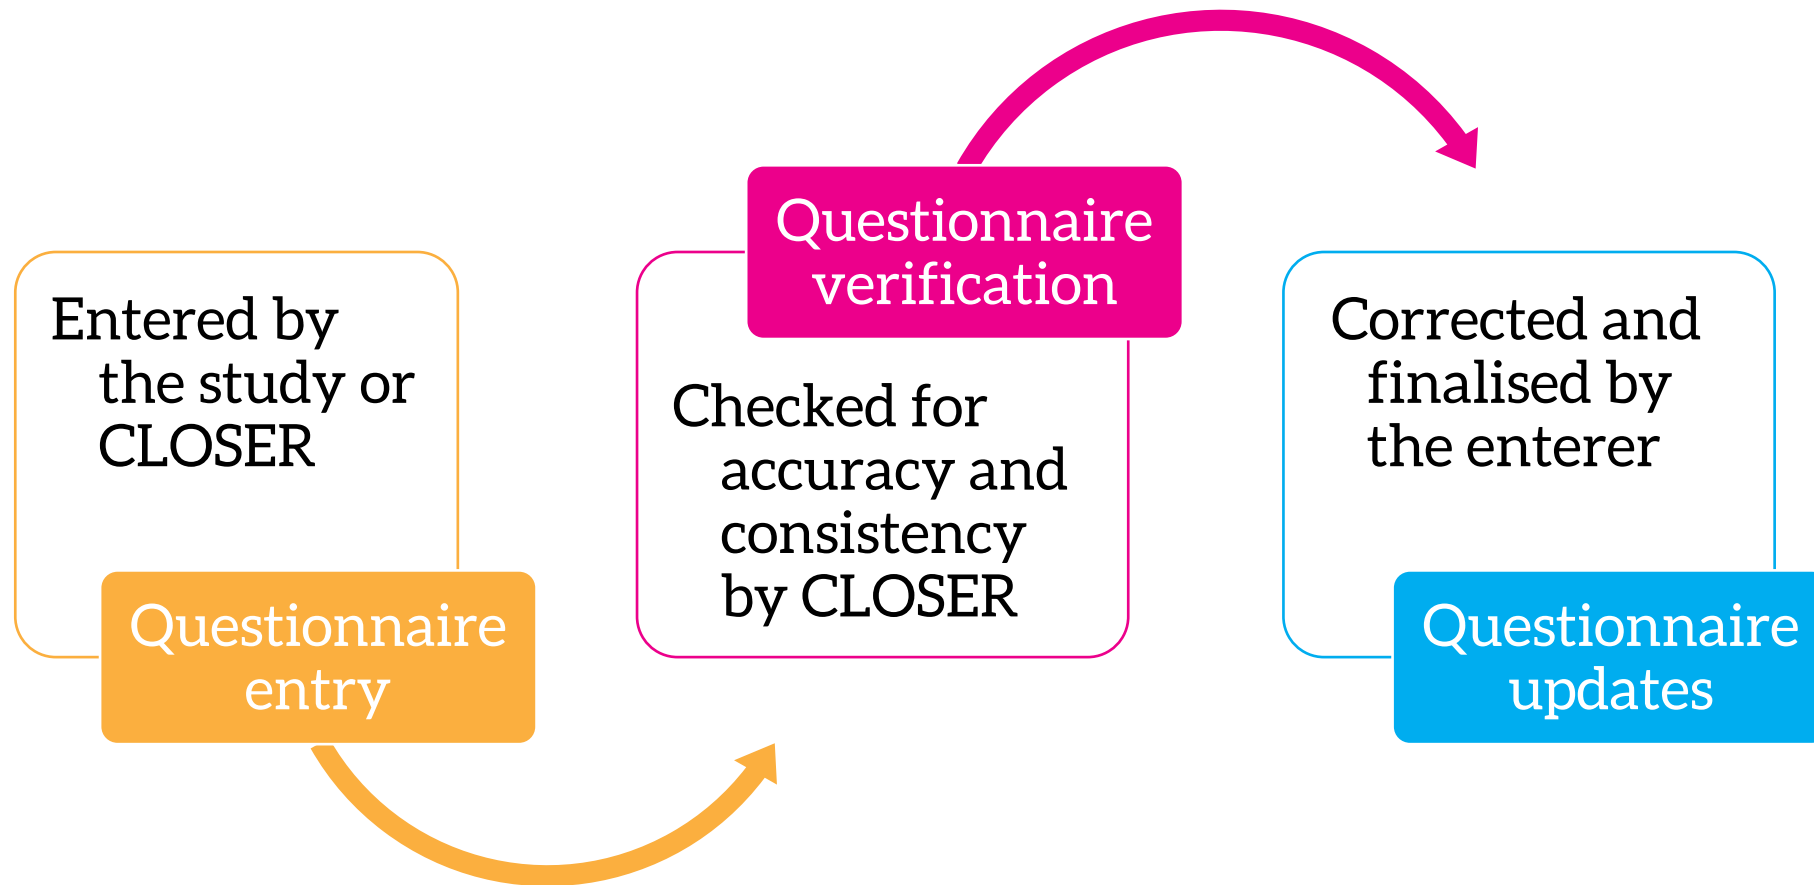 Entered by
the study or
CLOSER
Questionnaire
entry
Questionnaire
verification
Checked for
accuracy and
consistency
by CLOSER
Corrected and
finalised by
the enterer
Questionnaire
updates